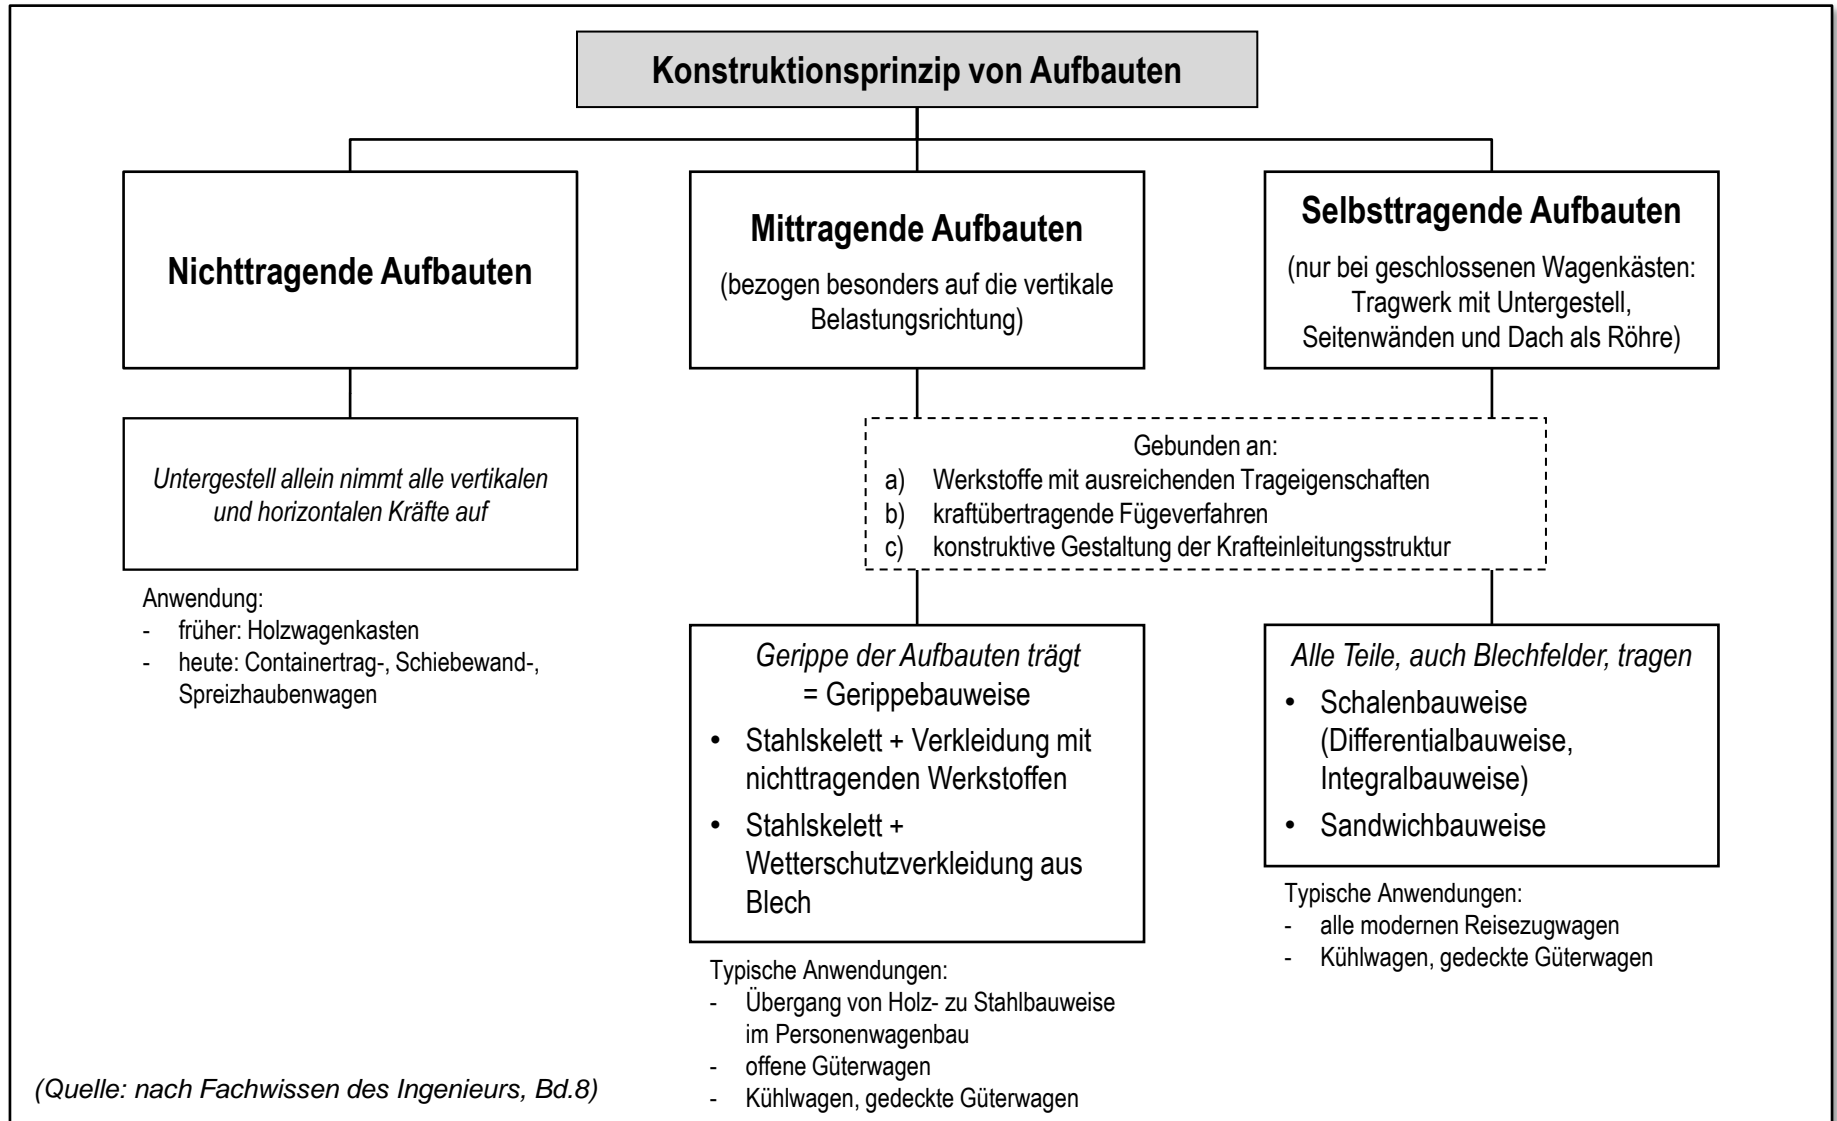 Konstruktionsprinzip von Aufbauten
Nichttragende Aufbauten
Untergestell allein nimmt alle vertikalen
und horizontalen Kräfte auf
Anwendung:
- früher: Holzwagenkasten
- heute: Containertrag-, Schiebewand-,
Spreizhaubenwagen
Mittragende Aufbauten
(bezogen besonders auf die vertikale
Belastungsrichtung)
Selbsttragende Aufbauten
(nur bei geschlossenen Wagenkästen:
Tragwerk mit Untergestell,
Seitenwänden und Dach als Röhre)
Gebunden an:
a) Werkstoffe mit ausreichenden Trageigenschaften
b) kraftübertragende Fügeverfahren
c) konstruktive Gestaltung der Krafteinleitungsstruktur
Gerippe der Aufbauten trägt
= Gerippebauweise
• Stahlskelett + Verkleidung mit
nichttragenden Werkstoffen
• Stahlskelett +
Wetterschutzverkleidung aus
Blech
Typische Anwendungen:
- Übergang von Holz- zu Stahlbauweise
im Personenwagenbau
- offene Güterwagen
- Kühlwagen, gedeckte Güterwagen
Alle Teile, auch Blechfelder, tragen
• Schalenbauweise
(Differentialbauweise,
Integralbauweise)
• Sandwichbauweise
Typische Anwendungen:
- alle modernen Reisezugwagen
- Kühlwagen, gedeckte Güterwagen
(Quelle: nach Fachwissen des Ingenieurs, Bd.8)